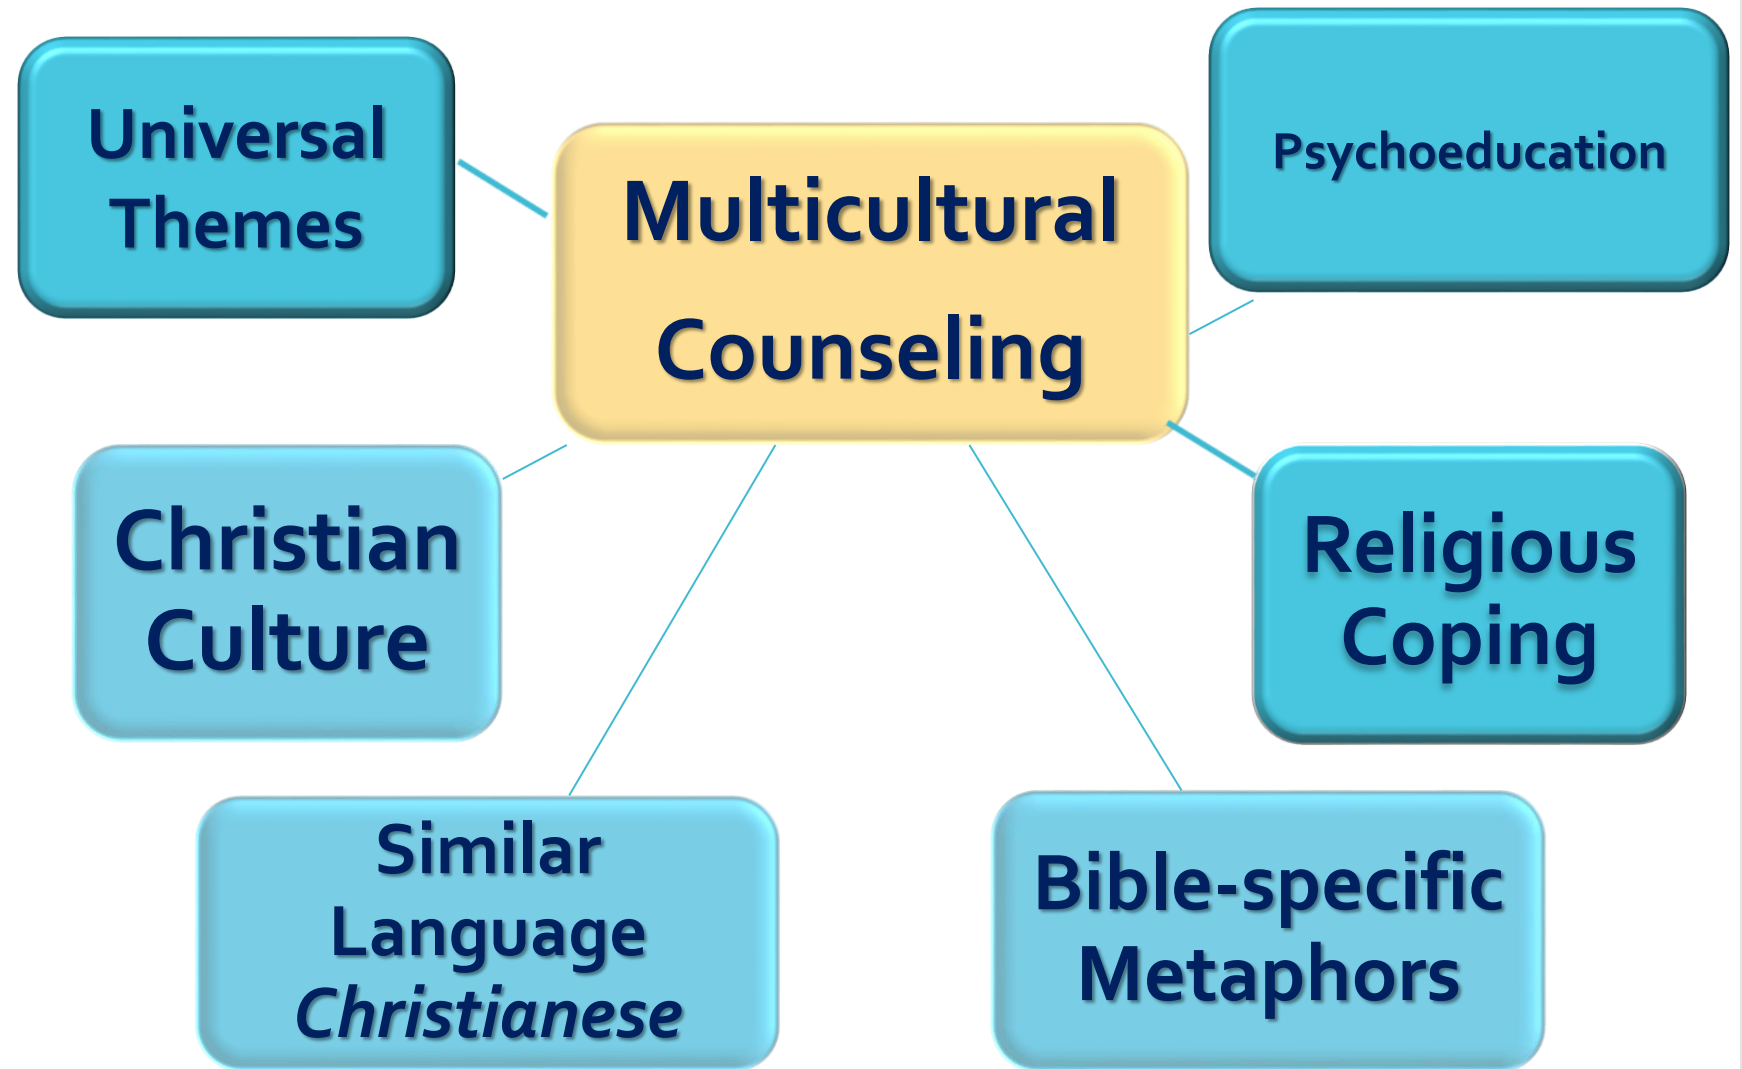 Universal
Themes
Multicultural
Counseling
Psychoeducation
Christian
Culture
Religious
Coping
Similar
Language
Christianese
Bible-specific
Metaphors